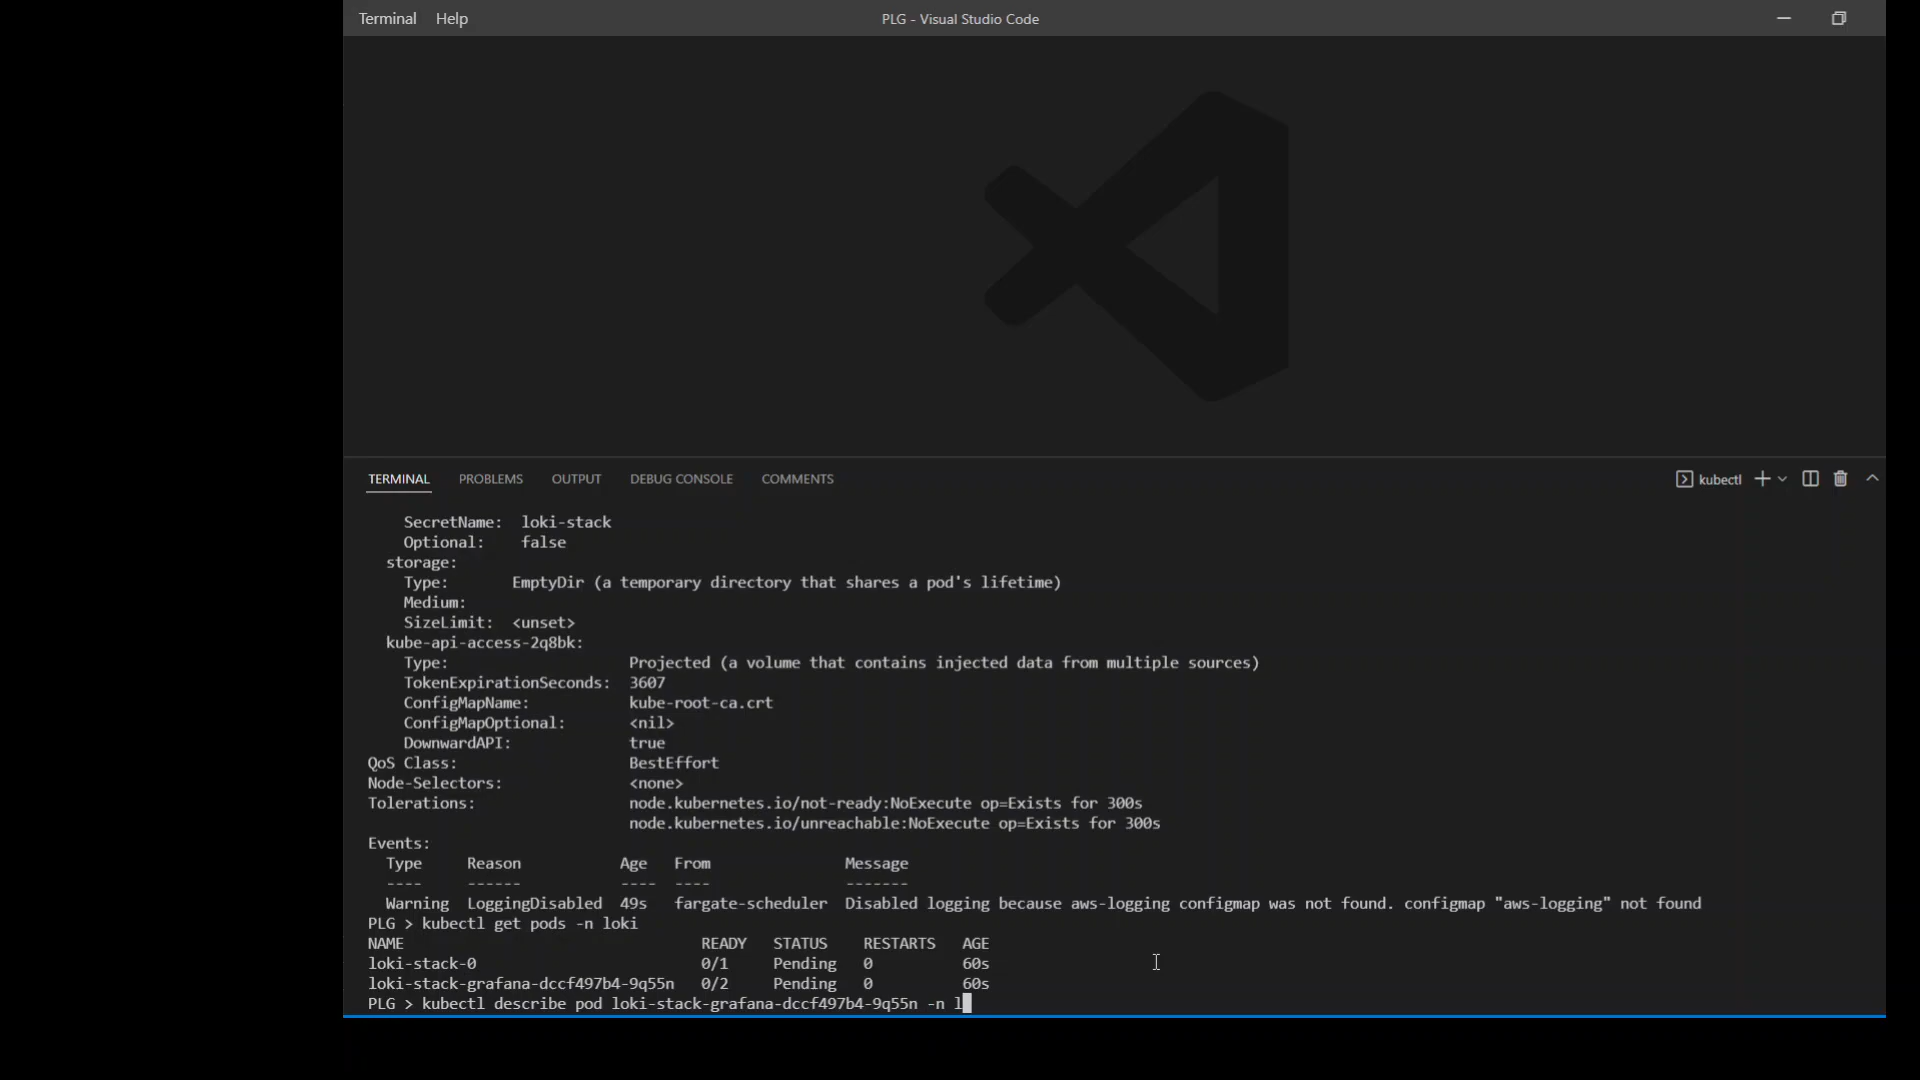 Terminal Help PLG - Visual Studio Code
TERMINAL PROBLEMS OUTPUT DEBUG CONSOLE COMMENTS kubectl
SecretName: loki-stack
Optional: false
storage:
Type: EmptyDir (a temporary directory that shares a pod's lifetime)
Medium:
SizeLimit: <unset>
kube-api-access-2q8bk:
Type: Projected (a volume that contains injected data from multiple sources)
TokenExpirationSeconds: 3607
ConfigMapName: kube-root-ca.crt
ConfigMapOptional: <nil>
DownwardAPI: true
QoS Class: BestEffort
Node-Selectors: <none>
Tolerations: node.kubernetes.io/not-ready:NoExecute op=Exists for 300s
node.kubernetes.io/unreachable:NoExecute op=Exists for 300s
Events:
Type Reason Age From Message
---- ------ ---- ---- -------
Warning LoggingDisabled 49s fargate-scheduler Disabled logging because aws-logging configmap was not found. configmap "aws-logging" not found
PLG > kubectl get pods -n loki
NAME READY STATUS RESTARTS AGE
loki-stack-0 0/1 Pending 0 60s
loki-stack-grafana-dccf497b4-9q55n 0/2 Pending 0 60s
PLG > kubectl describe pod loki-stack-grafana-dccf497b4-9q55n -n l